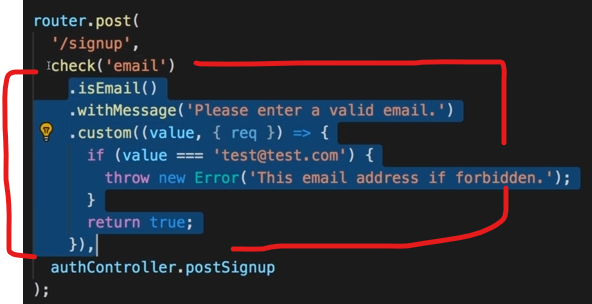 router.post(
'/signup',
check('email')
.isEmail()
.withMessage('Please enter a valid email.')
.custom((value, { req }) => {
if (value === 'test@test.com') {
throw new Error('This email address if forbidden.');
}
return true;
}),
authController.postSignup
);